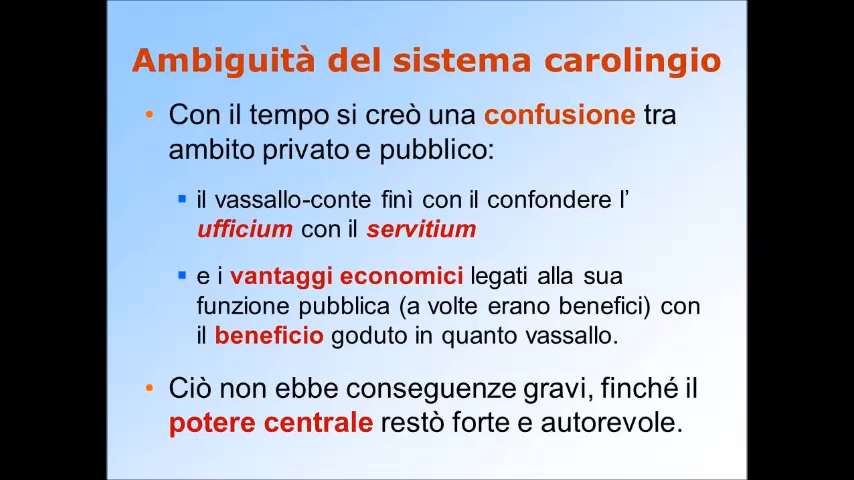 Ambiguità del sistema carolingio
• Con il tempo si creò una confusione tra
ambito privato e pubblico:
▪ il vassallo-conte finì con il confondere l’
ufficium con il servitium
▪ e i vantaggi economici legati alla sua
funzione pubblica (a volte erano benefici) con
il beneficio goduto in quanto vassallo.
• Ciò non ebbe conseguenze gravi, finché il
potere centrale restò forte e autorevole.